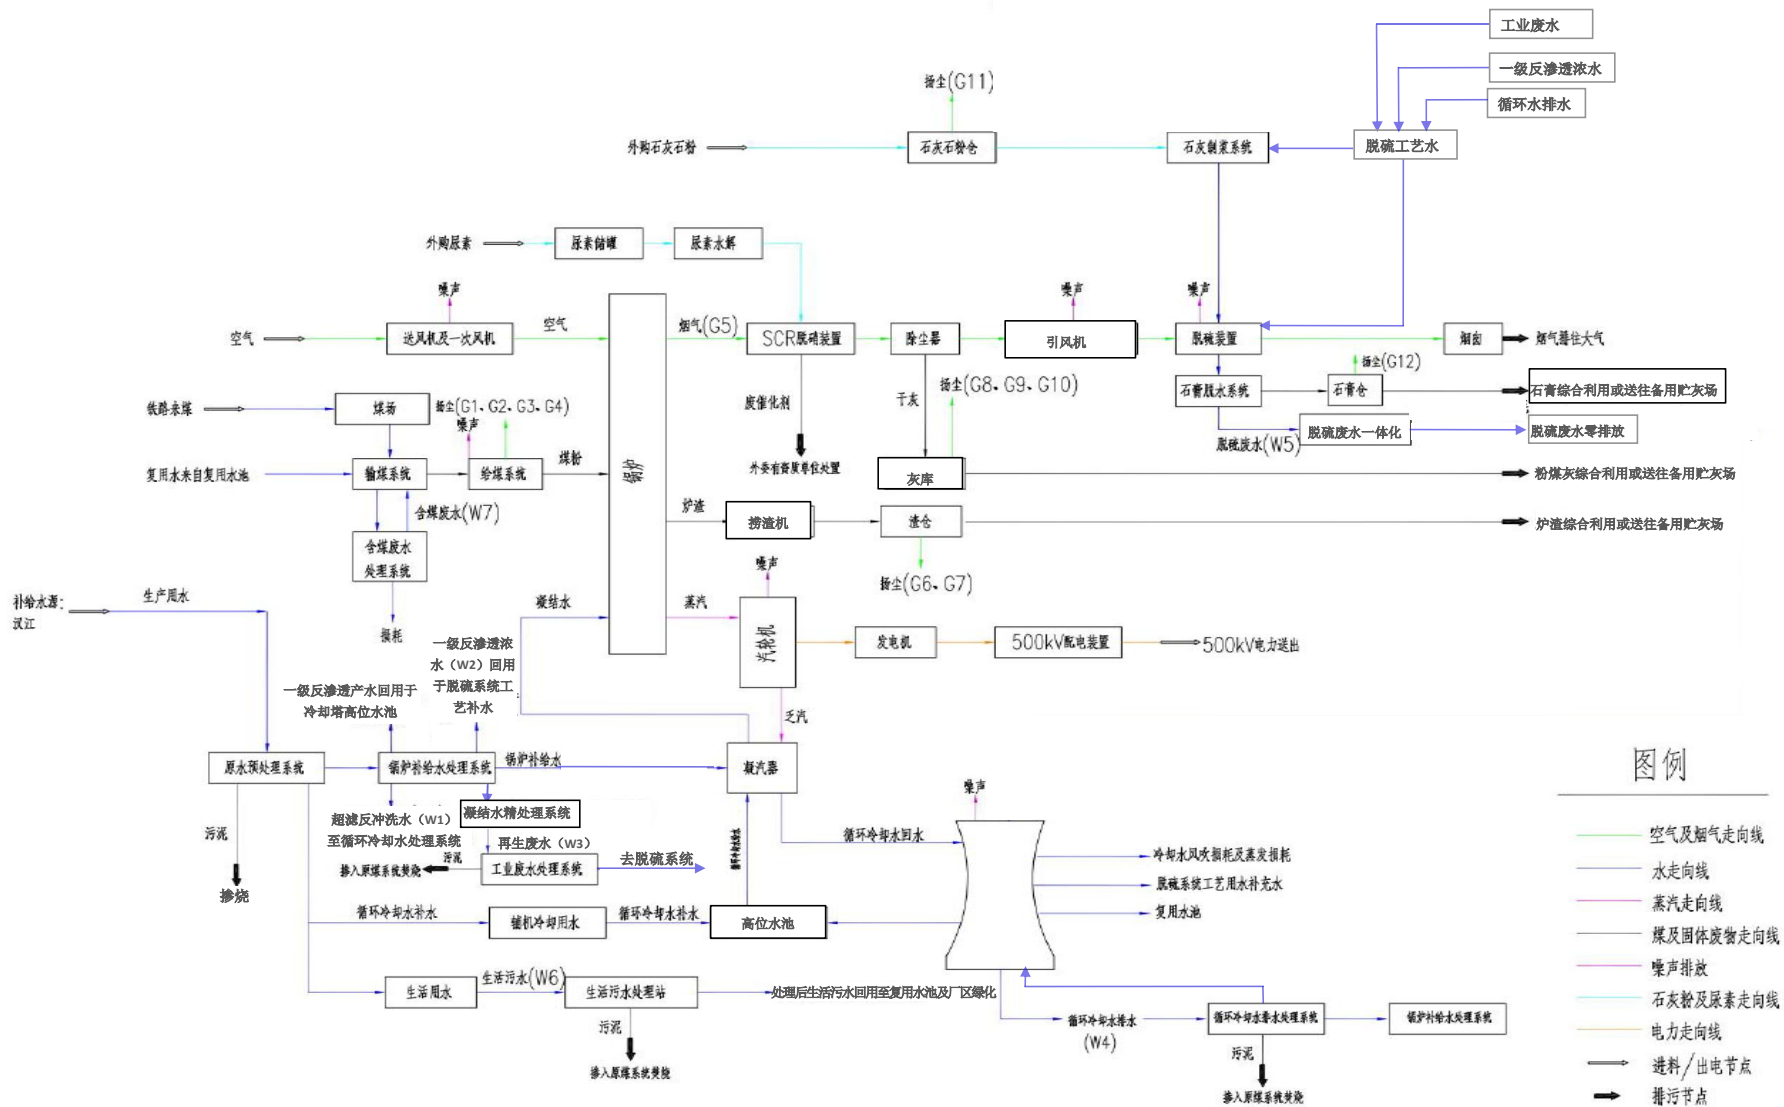 工业废水
一级反渗透浓水
循环水排水
脱硫工艺水
扬尘(G11)
外购石灰石粉
石灰石粉仓
石灰制浆系统
外购尿素
尿素储罐
尿素水解
噪声
噪声
噪声
空气
送风机及一次风机
空气
烟气(G5)
SCR脱硝装置
除尘器
引风机
脱硫装置
烟囱
烟气排往大气
扬尘(G12)
铁路来煤
煤场
扬尘(G1、G2、G3、G4)
噪声
废催化剂
干灰
扬尘(G8、G9、G10)
石膏脱水系统
石膏仓
石膏综合利用或送往备用贮灰场
脱硫废水(W5)
脱硫废水一体化
脱硫废水零排放
复用水来自复用水池
输煤系统
给煤系统
煤粉
锅炉
外委有资质单位处置
灰库
粉煤灰综合利用或送往备用贮灰场
含煤废水(W7)
炉渣
捞渣机
渣仓
炉渣综合利用或送往备用贮灰场
含煤废水
处理系统
噪声
扬尘(G6、G7)
补给水源:
汉江
生产用水
损耗
凝结水
蒸汽
汽轮机
发电机
500kV配电装置
500kV电力送出
一级反渗透浓
水（W2）回用
于脱硫系统工
艺补水
一级反渗透产水回用于
冷却塔高位水池
乏汽
原水预处理系统
锅炉补给水处理系统
锅炉补给水
凝汽器
噪声
超滤反冲洗水（W1）
至循环冷却水处理系统
凝结水精处理系统
再生废水（W3）
污泥
掺烧
污泥
掺入原煤系统焚烧
工业废水处理系统
去脱硫系统
循环冷却水给水
循环冷却水回水
冷却水风吹损耗及蒸发损耗
脱硫系统工艺用水补充水
复用水池
循环冷却水补水
辅机冷却用水
循环冷却水补水
高位水池
生活用水
生活污水(W6)
生活污水处理站
处理后生活污水回用至复用水池及厂区绿化
污泥
掺入原煤系统焚烧
循环冷却水排水
(W4)
循环冷却水排水处理系统
锅炉补给水处理系统
污泥
掺入原煤系统焚烧
图例
空气及烟气走向线
水走向线
蒸汽走向线
煤及固体废物走向线
噪声排放
石灰粉及尿素走向线
电力走向线
进料/出电节点
排污节点